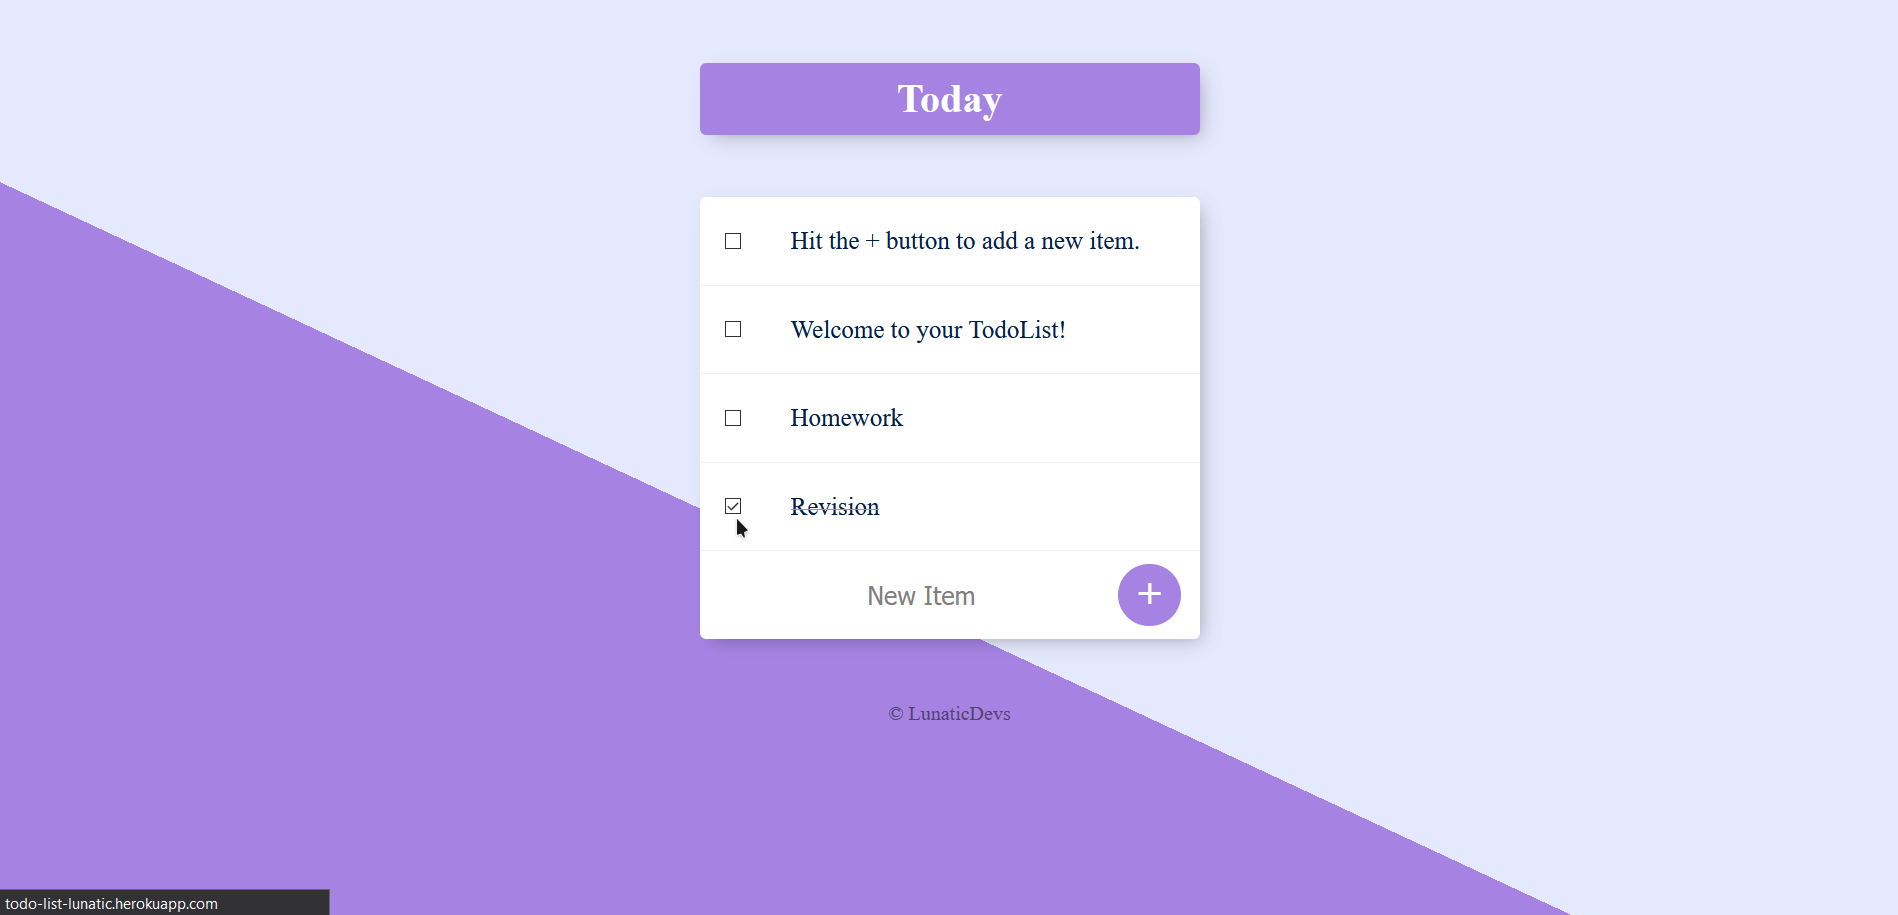 Today
Hit the + button to add a new item.
Welcome to your TodoList!
Homework
Revision
New Item
+
© LunaticDevs
todo-list-lunatic.herokuapp.com